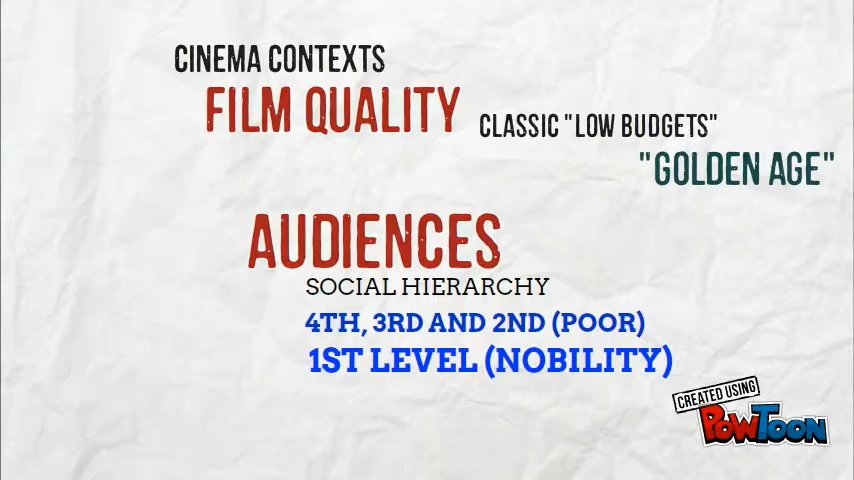 CINEMA CONTEXTS
FILM QUALITY
CLASSIC "LOW BUDGETS"
"GOLDEN AGE"
AUDIENCES
SOCIAL HIERARCHY
4TH, 3RD AND 2ND (POOR)
1ST LEVEL (NOBILITY)
CREATED USING
POWTOON